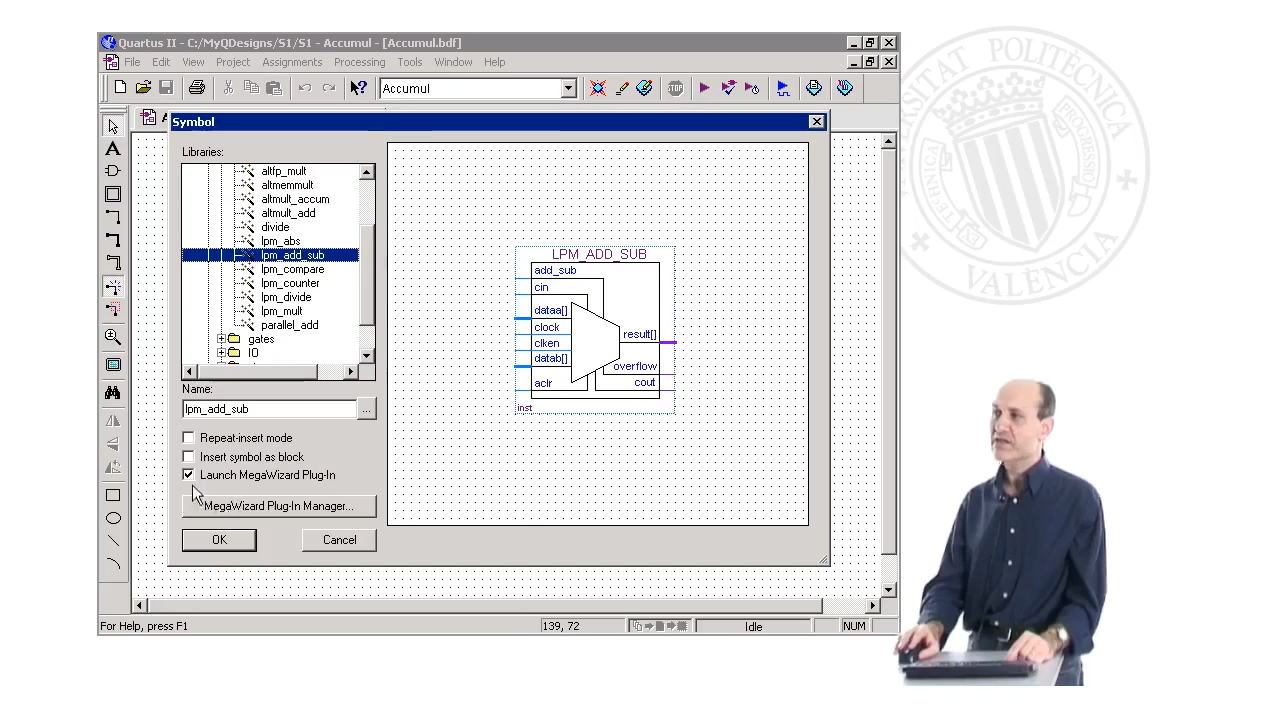 Quartus II - C:/MyQDesigns/S1/S1 - Accumul - [Accumul.bdf]
File Edit View Project Assignments Processing Tools Window Help
Accumul
STOP
Symbol
Libraries:
altfp_mult
altmemmult
altmult_accum
altmult_add
divide
lpm_abs
lpm_add_sub
lpm_compare
lpm_counter
lpm_divide
lpm_mult
parallel_add
gates
IO
Name:
lpm_add_sub
...
Repeat-insert mode
Insert symbol as block
Launch MegaWizard Plug-In
MegaWizard Plug-In Manager...
OK Cancel
LPM_ADD_SUB
add_sub
cin
dataa[]
clock
clken
datab[]
aclr
result[]
overflow
cout
inst
For Help, press F1
139, 72
Idle
NUM
POLITÈCNICA
VALÈNCIA